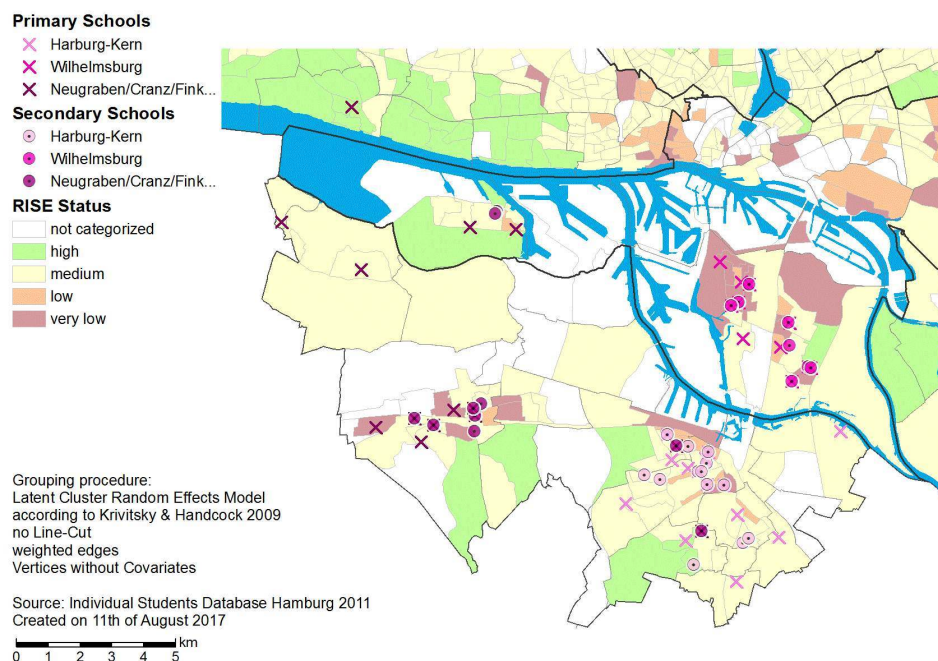 Primary Schools
Harburg-Kern
Wilhelmsburg
Neugraben/Cranz/Fink...
Secondary Schools
Harburg-Kern
Wilhelmsburg
Neugraben/Cranz/Fink...
RISE Status
not categorized
high
medium
low
very low
Grouping procedure:
Latent Cluster Random Effects Model
according to Krivitsky & Handcock 2009
no Line-Cut
weighted edges
Vertices without Covariates
Source: Individual Students Database Hamburg 2011
Created on 11th of August 2017
km
0 1 2 3 4 5